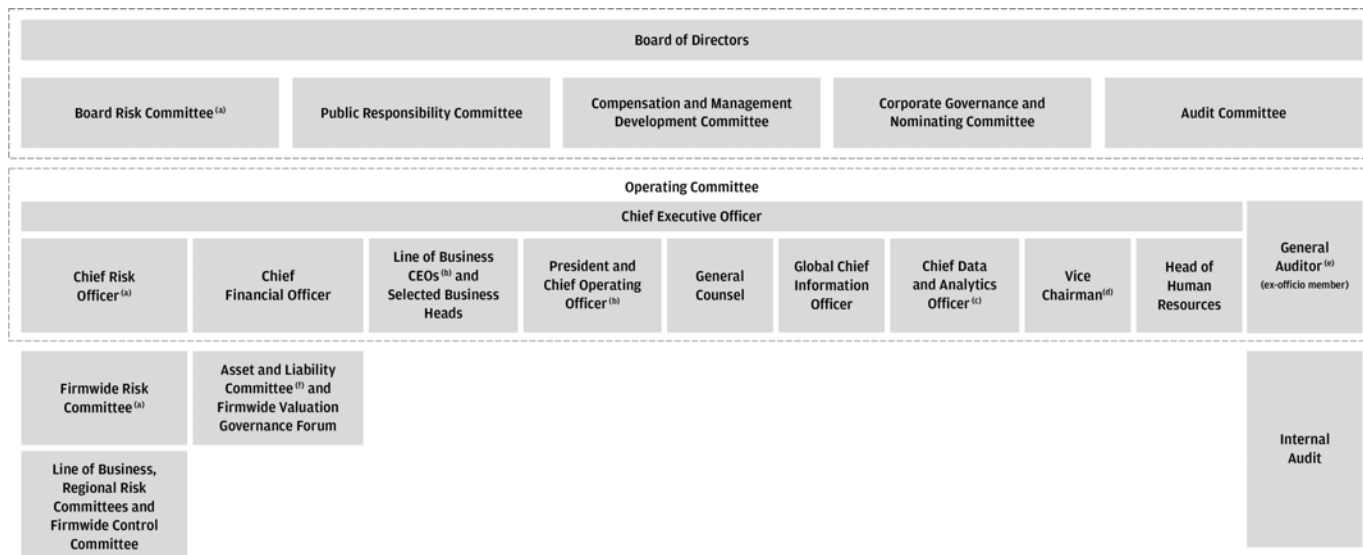 Board of Directors
Board Risk Committee (a)
Public Responsibility Committee
Compensation and Management
Development Committee
Corporate Governance and
Nominating Committee
Audit Committee
Operating Committee
Chief Executive Officer
Chief Risk
Officer (a)
Chief
Financial Officer
Line of Business
CEOs (b) and
Selected Business
Heads
President and
Chief Operating
Officer (b)
General
Counsel
Global Chief
Information
Officer
Chief Data
and Analytics
Officer (c)
Vice
Chairman(d)
Head of
Human
Resources
General
Auditor (e)
(ex-officio member)
Firmwide Risk
Committee (a)
Asset and Liability
Committee (f) and
Firmwide Valuation
Governance Forum
Internal
Audit
Line of Business,
Regional Risk
Committees and
Firmwide Control
Committee